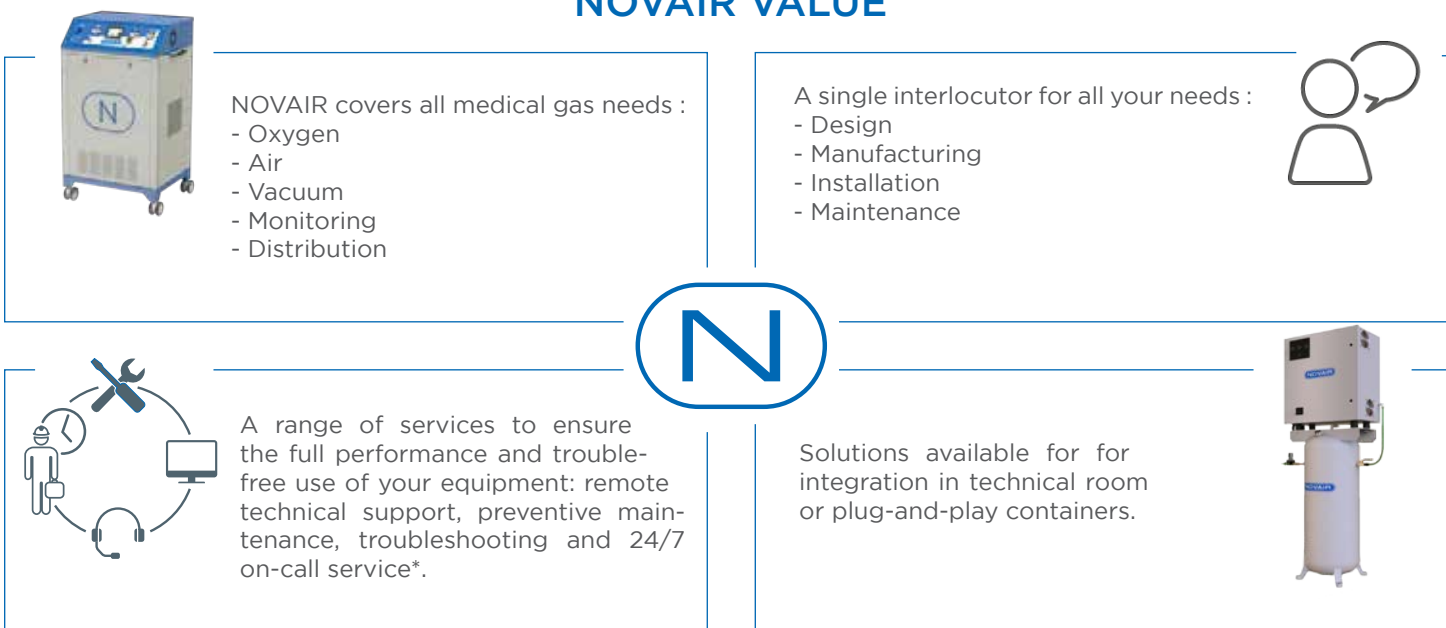 NOVAIR VALUE
N
NOVAIR covers all medical gas needs :
- Oxygen
- Air
- Vacuum
- Monitoring
- Distribution
A single interlocutor for all your needs :
- Design
- Manufacturing
- Installation
- Maintenance
N
A range of services to ensure
the full performance and trouble-
free use of your equipment: remote
technical support, preventive main-
tenance, troubleshooting and 24/7
on-call service*.
Solutions available for for
integration in technical room
or plug-and-play containers.
NOVAIR
NOVAIR